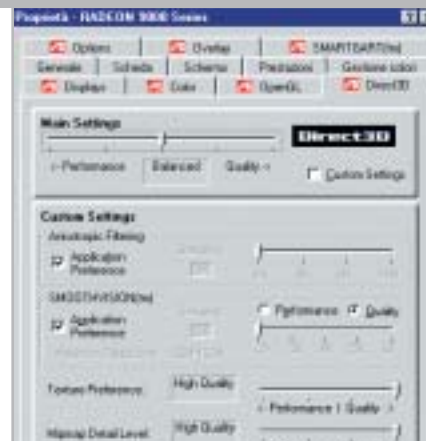 Proprietà - RADEON 9800 Series
Options Overlay SMARTGART(tm)
Generale Scheda Schermo Prestazioni Gestione colori
Displays Color OpenGL Direct3D
Main Settings
Direct3D
< Performance Balanced Quality >
Custom Settings
Custom Settings
Anisotropic Filtering
Application
Preference
SMOOTHVISION(tm)
Performance Quality
Application
Preference
Texture Preference: High Quality
< Performance | Quality >
Mipmap Detail Level: High Quality